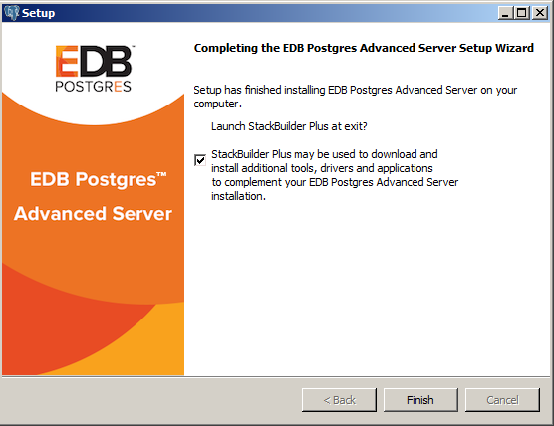 Setup
EDB™
POSTGRES
EDB Postgres™
Advanced Server
Completing the EDB Postgres Advanced Server Setup Wizard
Setup has finished installing EDB Postgres Advanced Server on your
computer.
Launch StackBuilder Plus at exit?
StackBuilder Plus may be used to download and
install additional tools, drivers and applicatons
to complement your EDB Postgres Advanced Server
installation.
< Back
Finish
Cancel